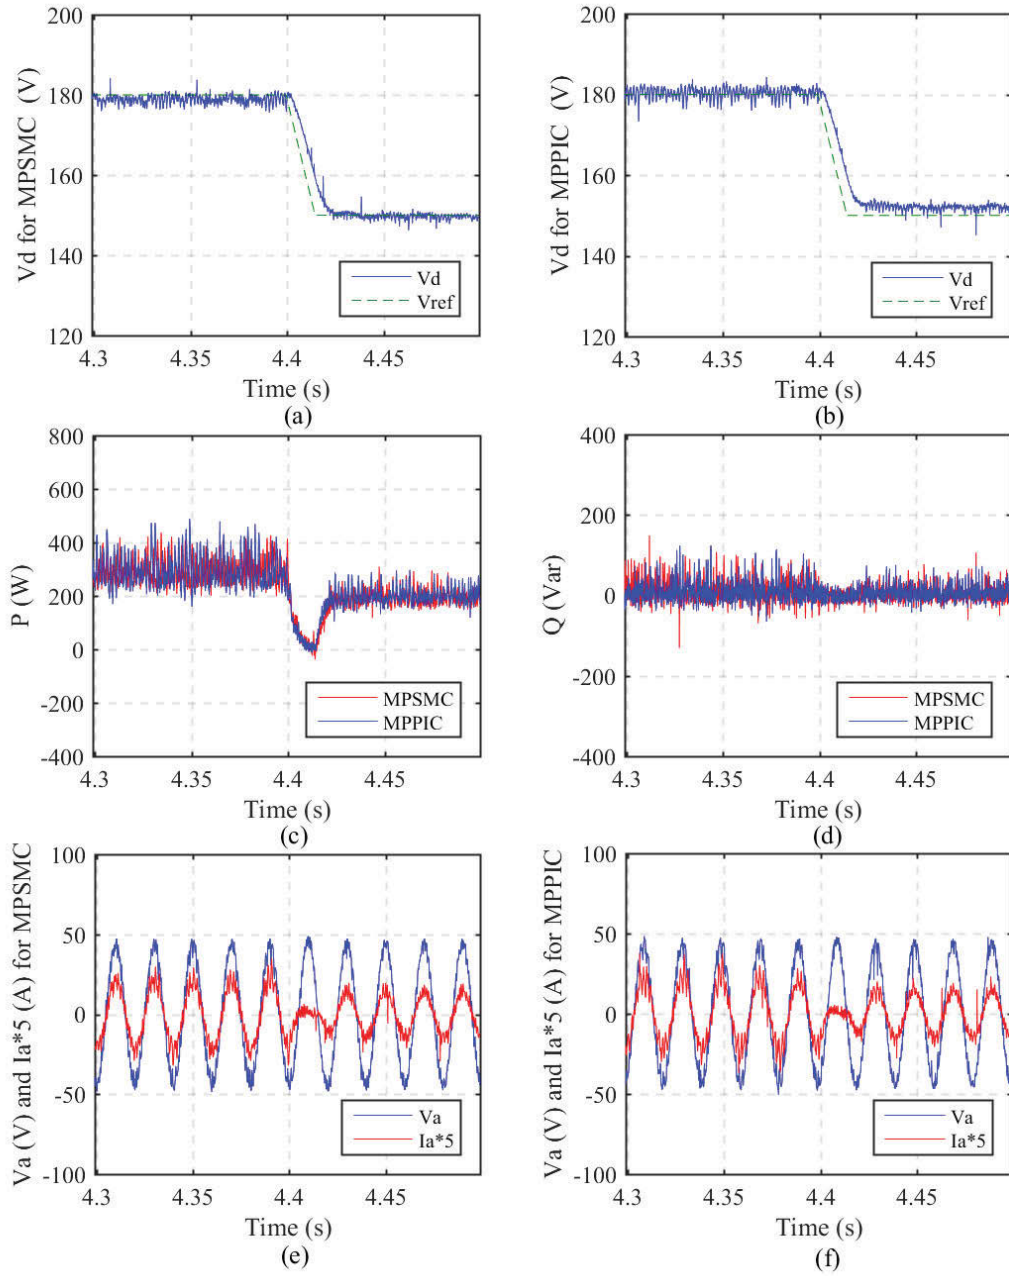 200
180
160
140
120
Vd for MPSMC (V)
Vd
Vref
4.3
4.35
4.4
4.45
Time (s)
(a)
200
180
160
140
120
Vd for MPPIC (V)
Vd
Vref
4.3
4.35
4.4
4.45
Time (s)
(b)
800
600
400
200
0
-200
-400
P (W)
MPSMC
MPPIC
4.3
4.35
4.4
4.45
Time (s)
(c)
400
200
0
-200
-400
Q (Var)
MPSMC
MPPIC
4.3
4.35
4.4
4.45
Time (s)
(d)
100
50
0
-50
-100
Va (V) and Ia*5 (A) for MPSMC
Va
Ia*5
4.3
4.35
4.4
4.45
Time (s)
(e)
100
50
0
-50
-100
Va (V) and Ia*5 (A) for MPPIC
Va
Ia*5
4.3
4.35
4.4
4.45
Time (s)
(f)